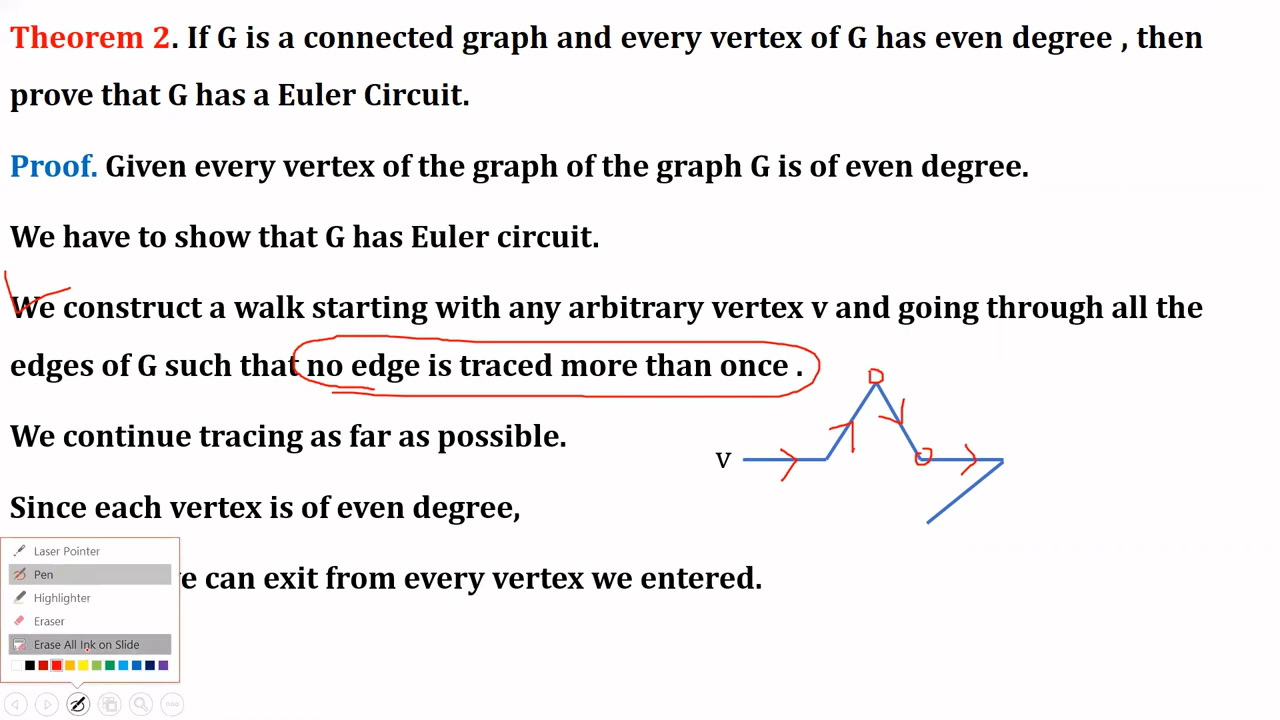 Theorem 2. If G is a connected graph and every vertex of G has even degree , then
prove that G has a Euler Circuit.
Proof. Given every vertex of the graph of the graph G is of even degree.
We have to show that G has Euler circuit.
We construct a walk starting with any arbitrary vertex v and going through all the
edges of G such that no edge is traced more than once .
We continue tracing as far as possible.
v
Since each vertex is of even degree,
can exit from every vertex we entered.
Laser Pointer
Pen
Highlighter
Eraser
Erase All Ink on Slide